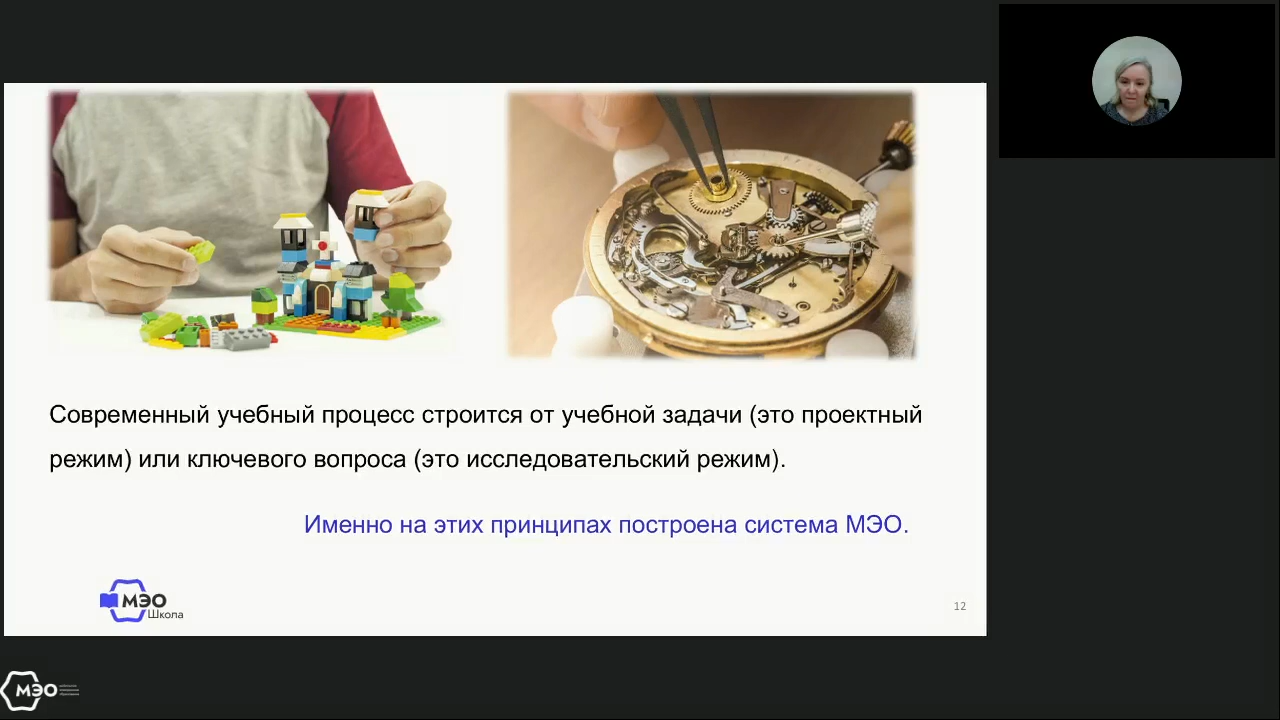 Современный учебный процесс строится от учебной задачи (это проектный
режим) или ключевого вопроса (это исследовательский режим).
Именно на этих принципах построена система МЭО.
МЭО
Школа
12
МЭО